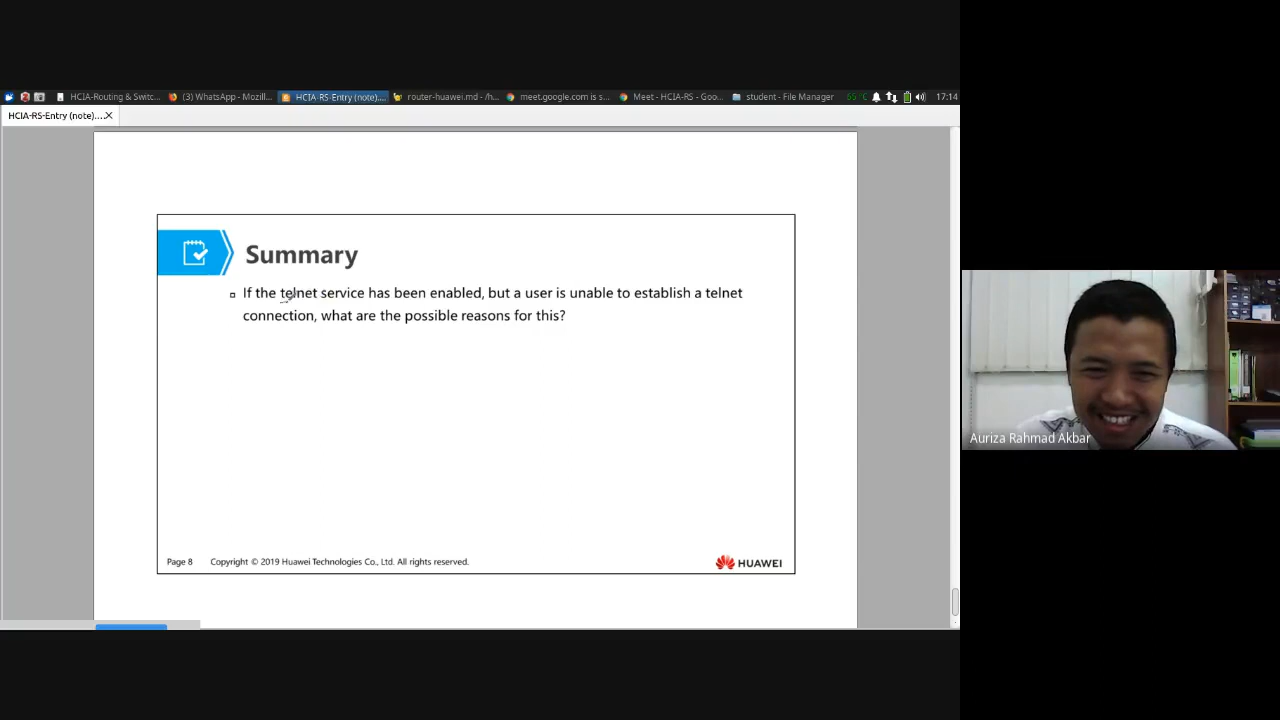 HCIA-Routing & Switc...
(3) WhatsApp - Mozill...
HCIA-RS-Entry (note)....
router-huawei.md - /h...
meet.google.com is s...
Meet - HCIA-RS - Goo...
student - File Manager
65°C
17:14
HCIA-RS-Entry (note)....
Summary
If the telnet service has been enabled, but a user is unable to establish a telnet
connection, what are the possible reasons for this?
Page 8
Copyright © 2019 Huawei Technologies Co., Ltd. All rights reserved.
HUAWEI
Auriza Rahmad Akbar